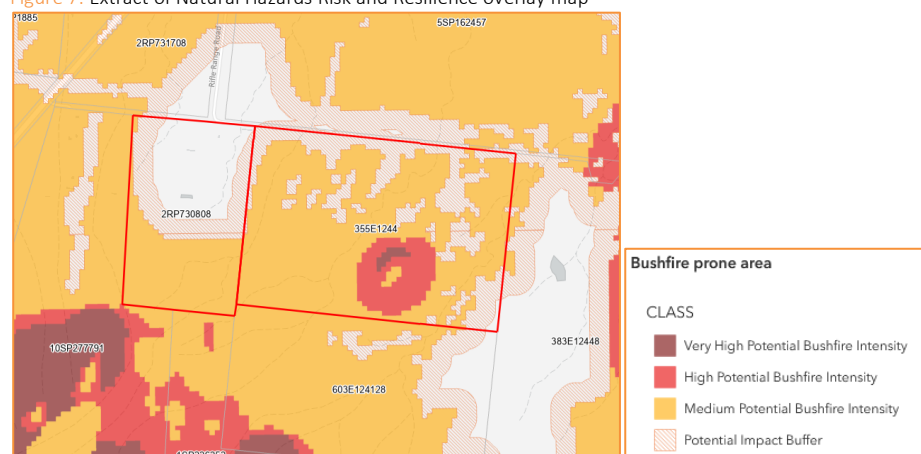 Figure 7: Extract of Natural Hazards Risk and Resilience overlay map
5SP162457
2RP731708
Rifle Range Road
2RP730808
355E1244
383E12448
10SP277791
603E124128
Bushfire prone area
CLASS
Very High Potential Bushfire Intensity
High Potential Bushfire Intensity
Medium Potential Bushfire Intensity
Potential Impact Buffer